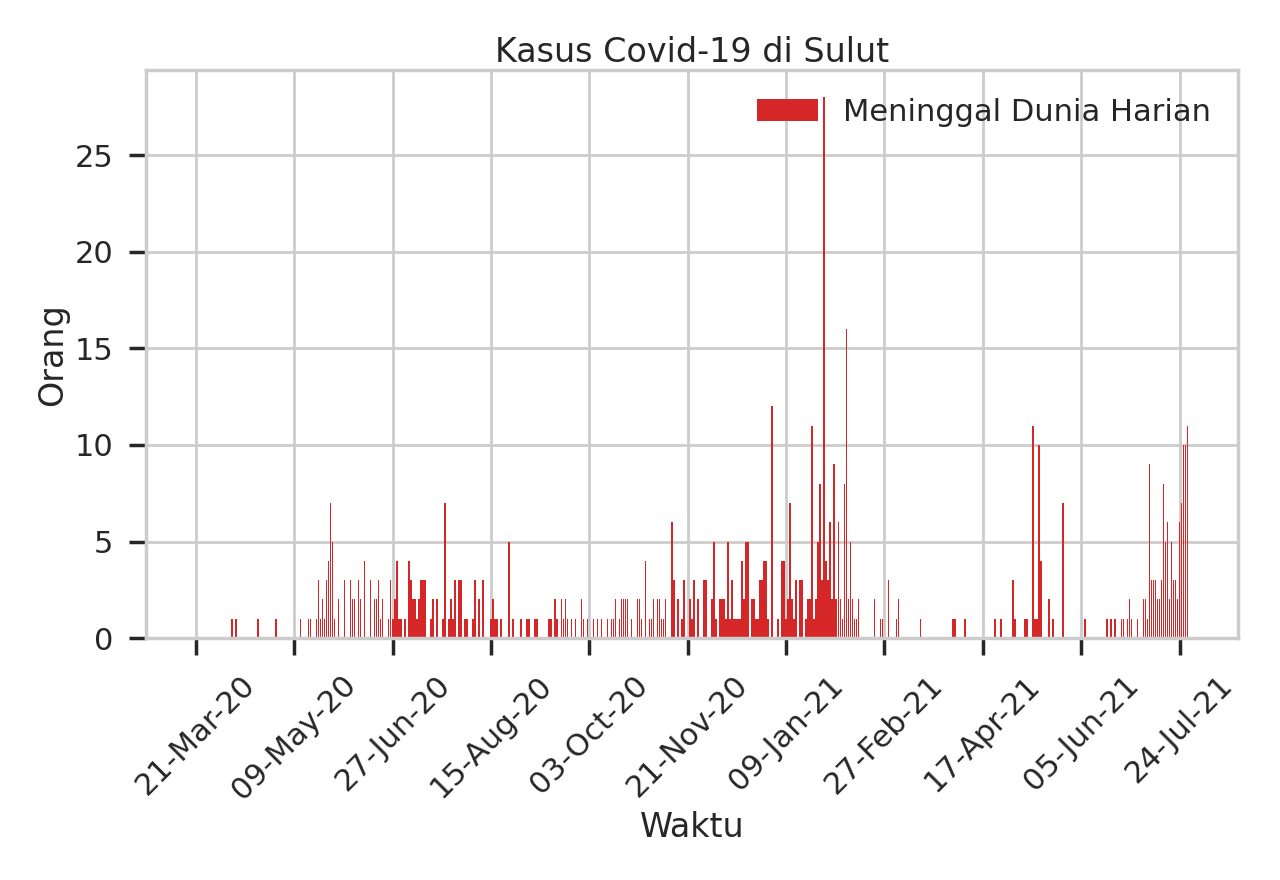 Kasus Covid-19 di Sulut
Meninggal Dunia Harian
Orang
25
20
15
10
5
0
21-Mar-20
09-May-20
27-Jun-20
15-Aug-20
03-Oct-20
21-Nov-20
09-Jan-21
27-Feb-21
17-Apr-21
05-Jun-21
24-Jul-21
Waktu